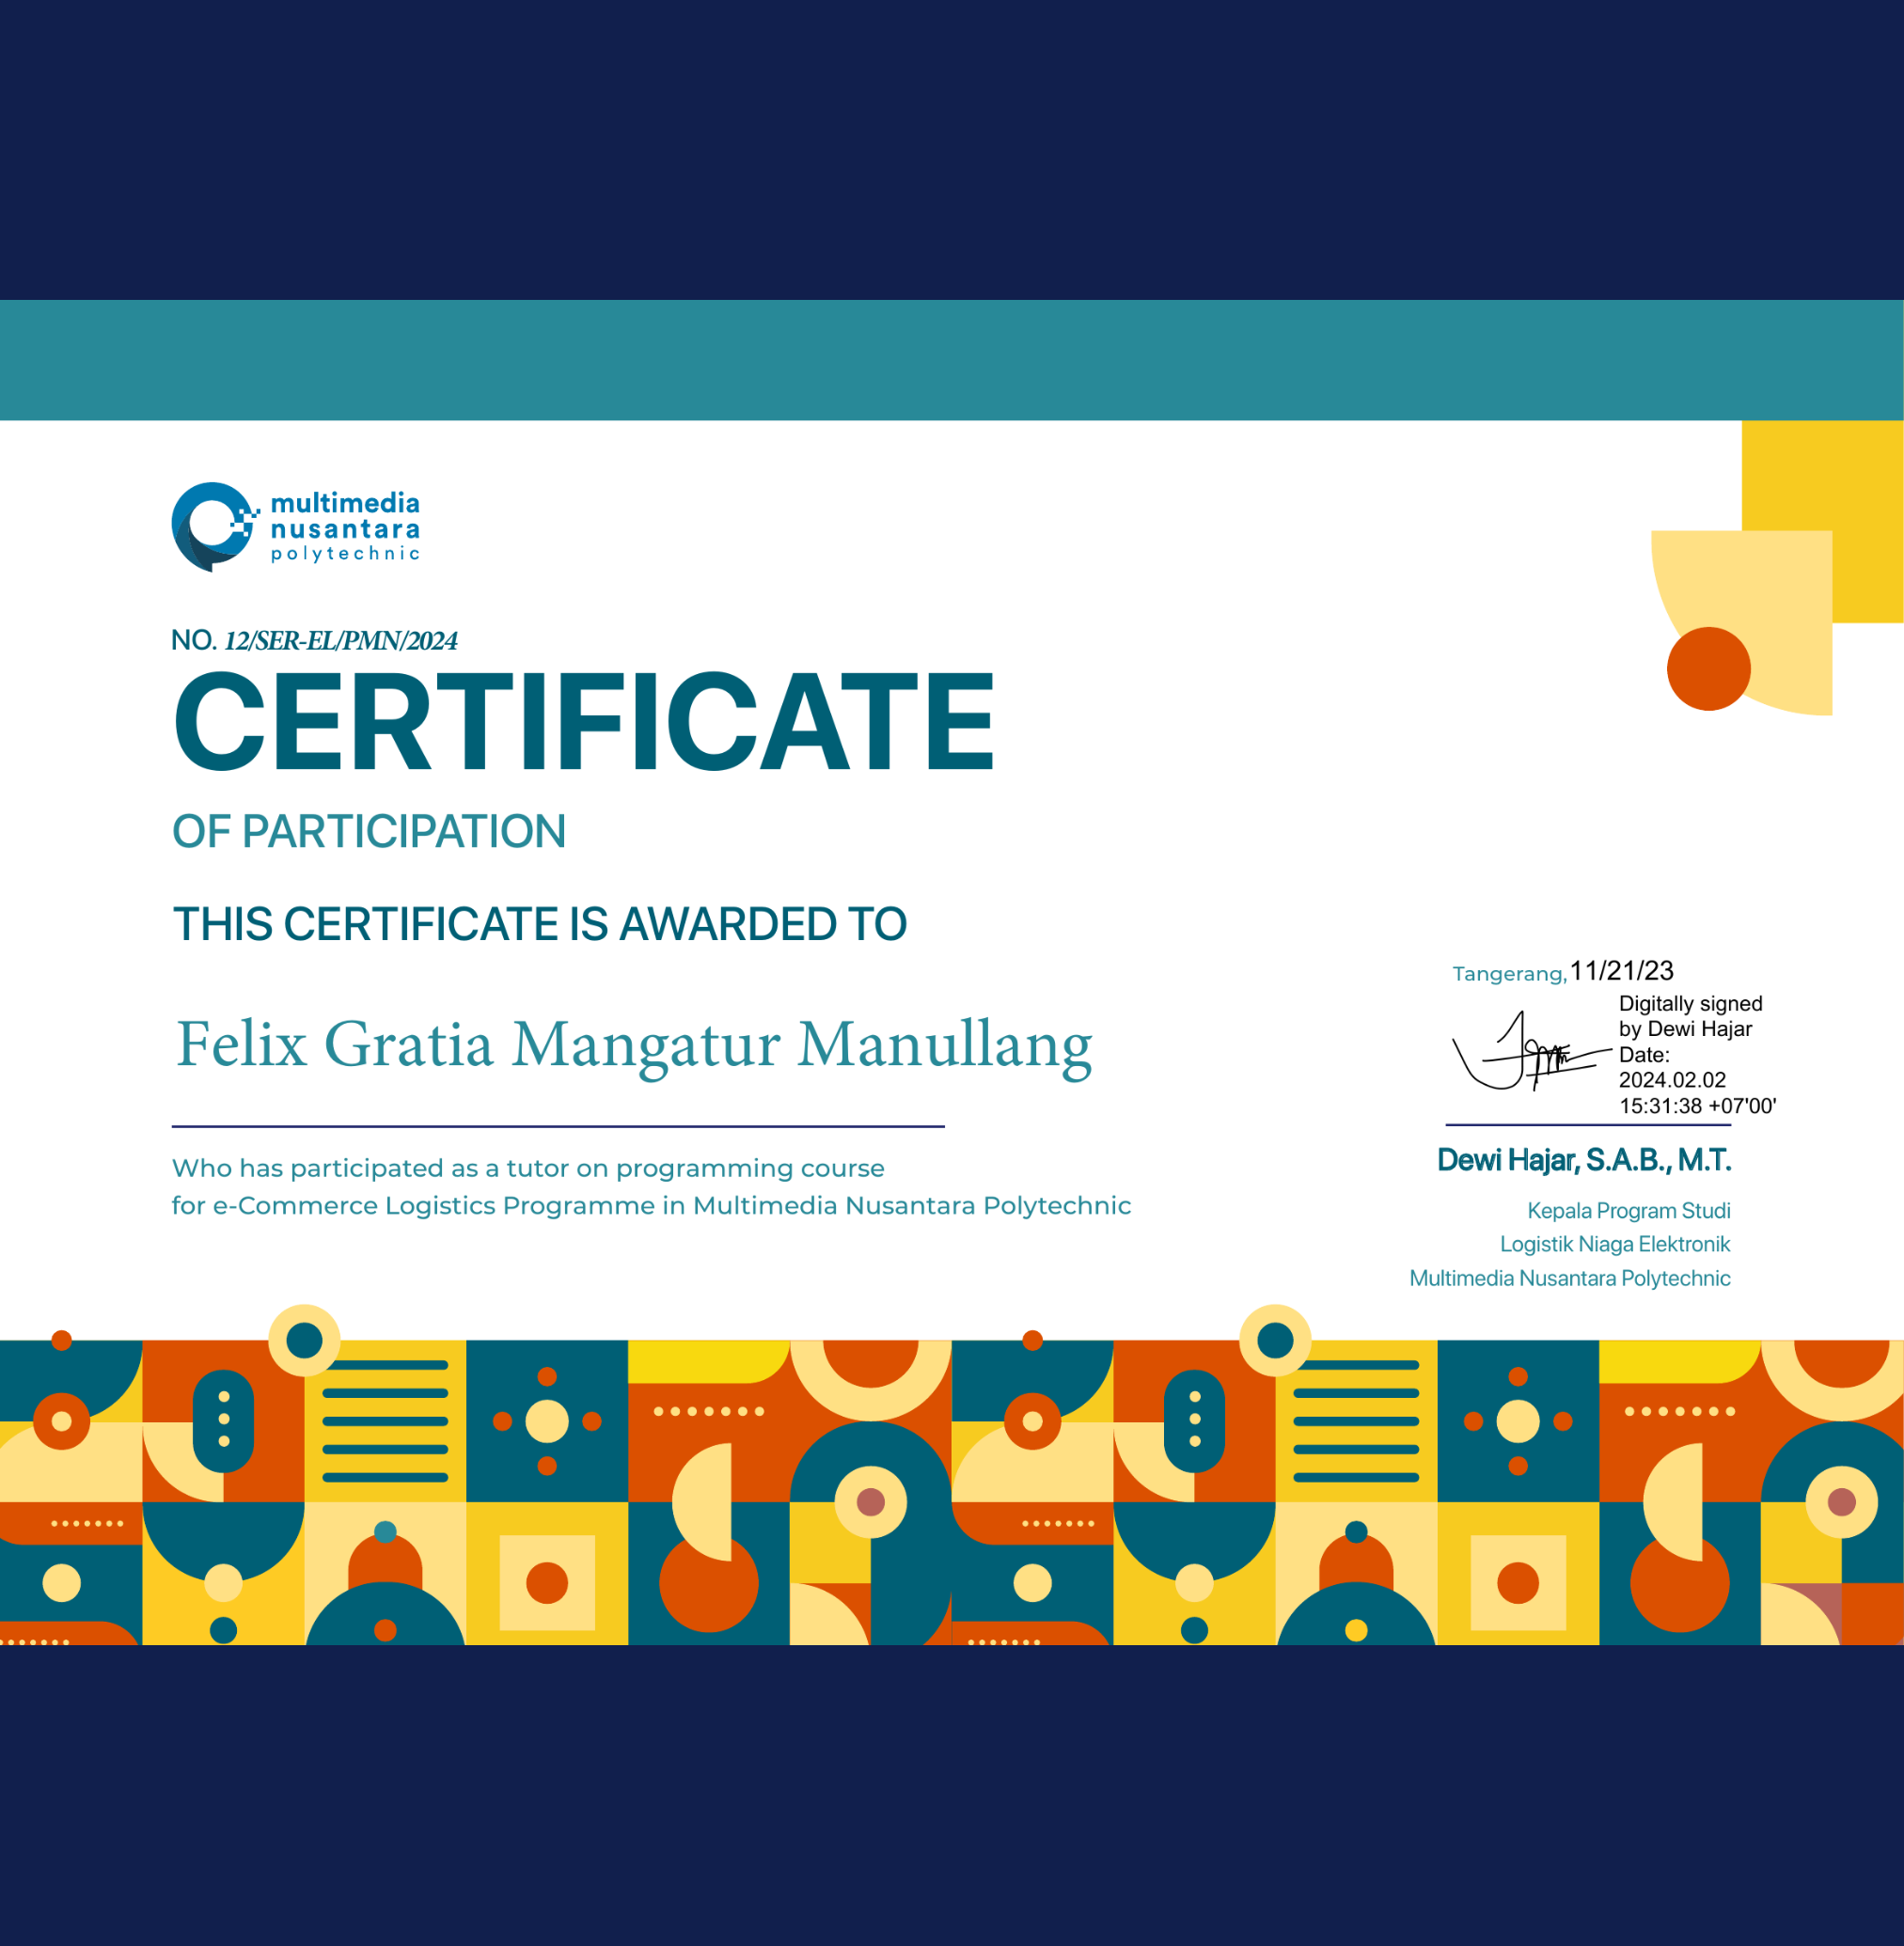 multimedia
nusantara
polytechnic
NO. 12/SER-EL/PMN/2024
CERTIFICATE
OF PARTICIPATION
THIS CERTIFICATE IS AWARDED TO
Felix Gratia Mangatur Manullang
Who has participated as a tutor on programming course
for e-Commerce Logistics Programme in Multimedia Nusantara Polytechnic
Tangerang, 11/21/23
Digitally signed
by Dewi Hajar
Date:
2024.02.02
15:31:38 +07'00'
Dewi Hajar, S.A.B., M.T.
Kepala Program Studi
Logistik Niaga Elektronik
Multimedia Nusantara Polytechnic